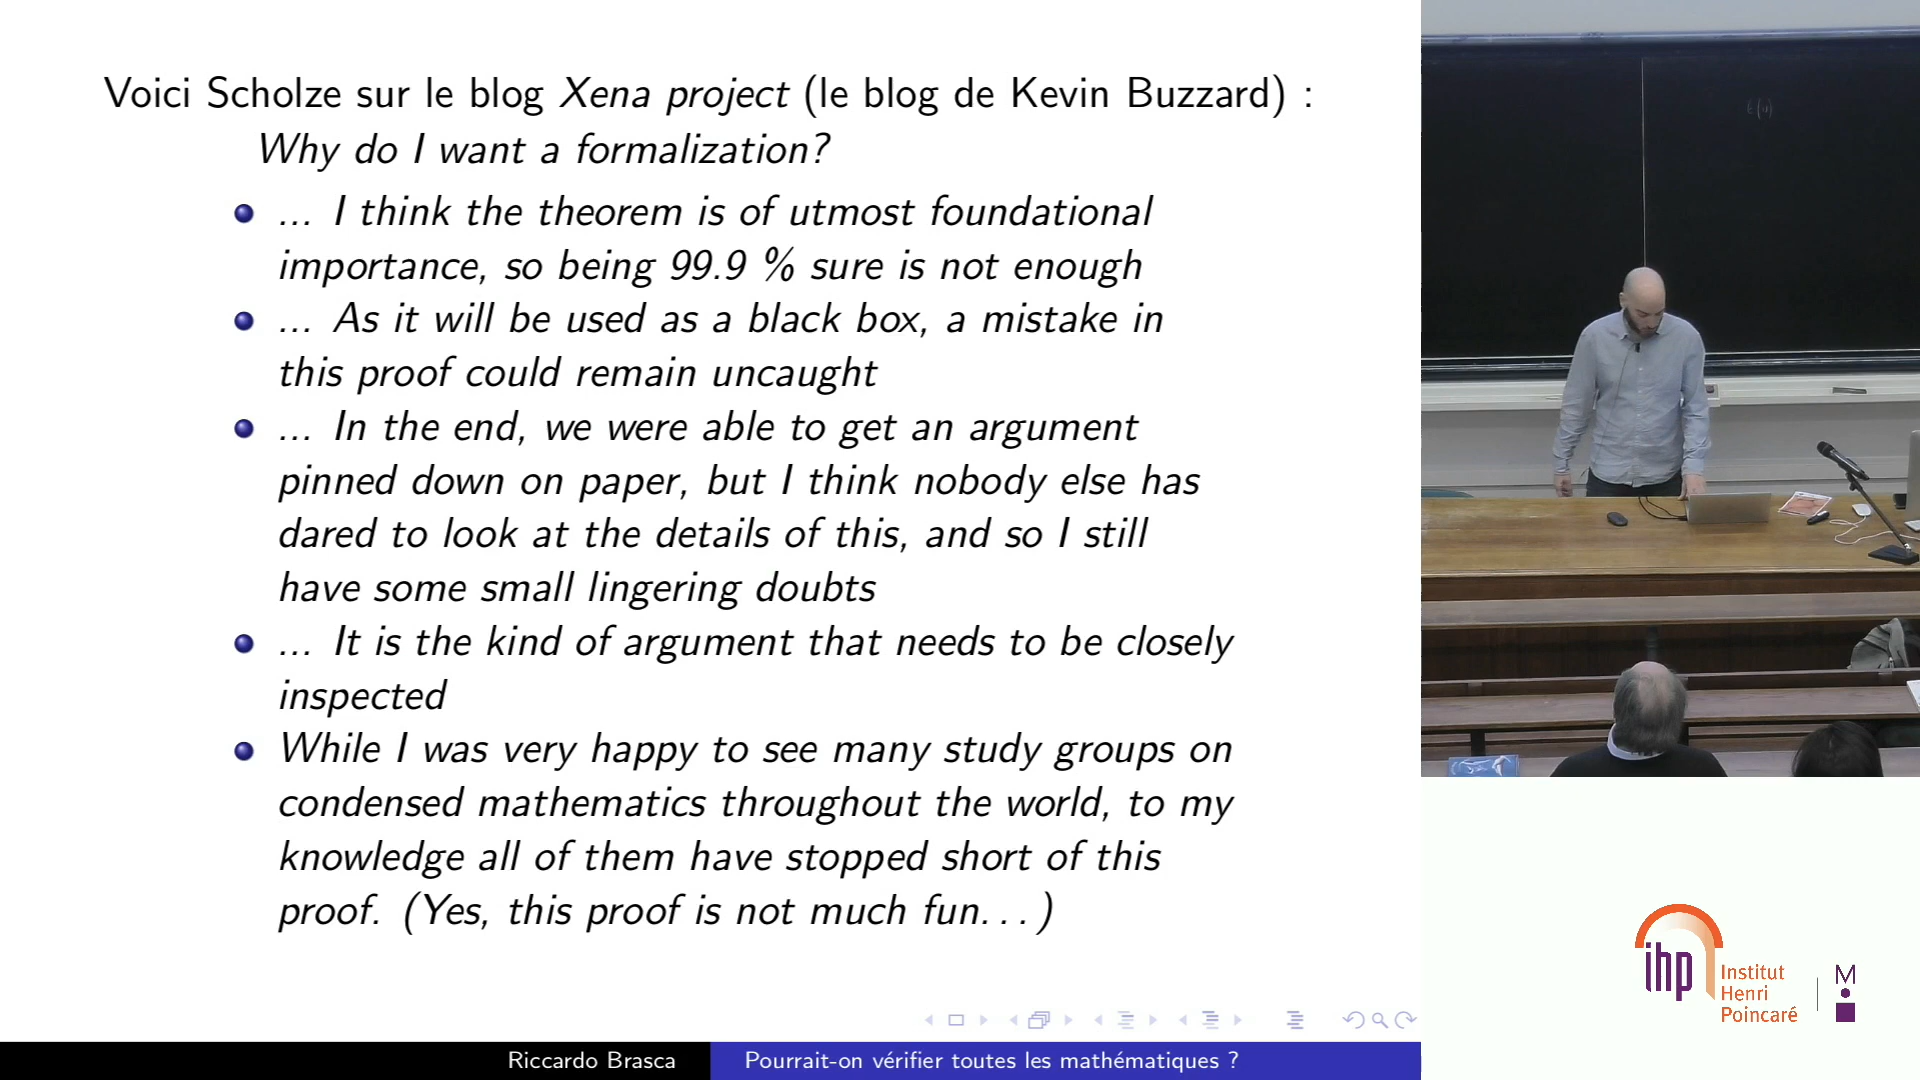 Voici Scholze sur le blog Xena project (le blog de Kevin Buzzard) :
Why do I want a formalization?
... I think the theorem is of utmost foundational
importance, so being 99.9 % sure is not enough
... As it will be used as a black box, a mistake in
this proof could remain uncaught
... In the end, we were able to get an argument
pinned down on paper, but I think nobody else has
dared to look at the details of this, and so I still
have some small lingering doubts
... It is the kind of argument that needs to be closely
inspected
While I was very happy to see many study groups on
condensed mathematics throughout the world, to my
knowledge all of them have stopped short of this
proof. (Yes, this proof is not much fun. . . )
Riccardo Brasca
Pourrait-on vérifier toutes les mathématiques ?
ihp
Institut
Henri
Poincaré
M